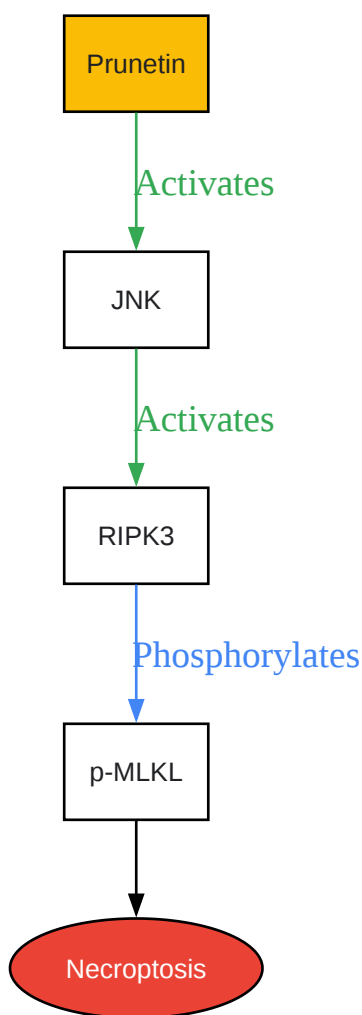 Prunetin
Activates
JNK
Activates
RIPK3
Phosphorylates
p-MLKL
Necroptosis